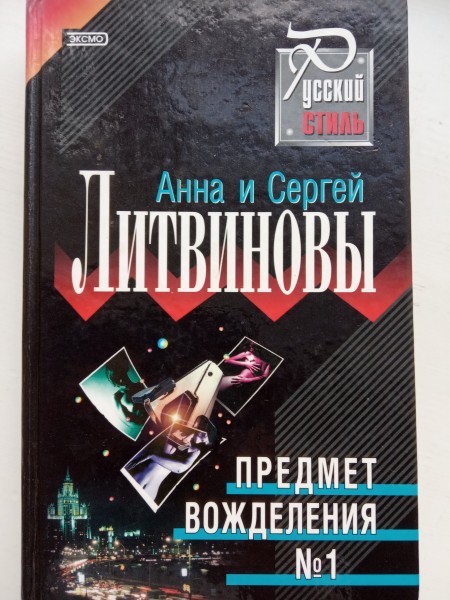 ЭКСМО
Русский
СТИЛЬ
Анна и Сергей
ЛИТВИНОВЫ
ПРЕДМЕТ
ВОЖДЕЛЕНИЯ
№1